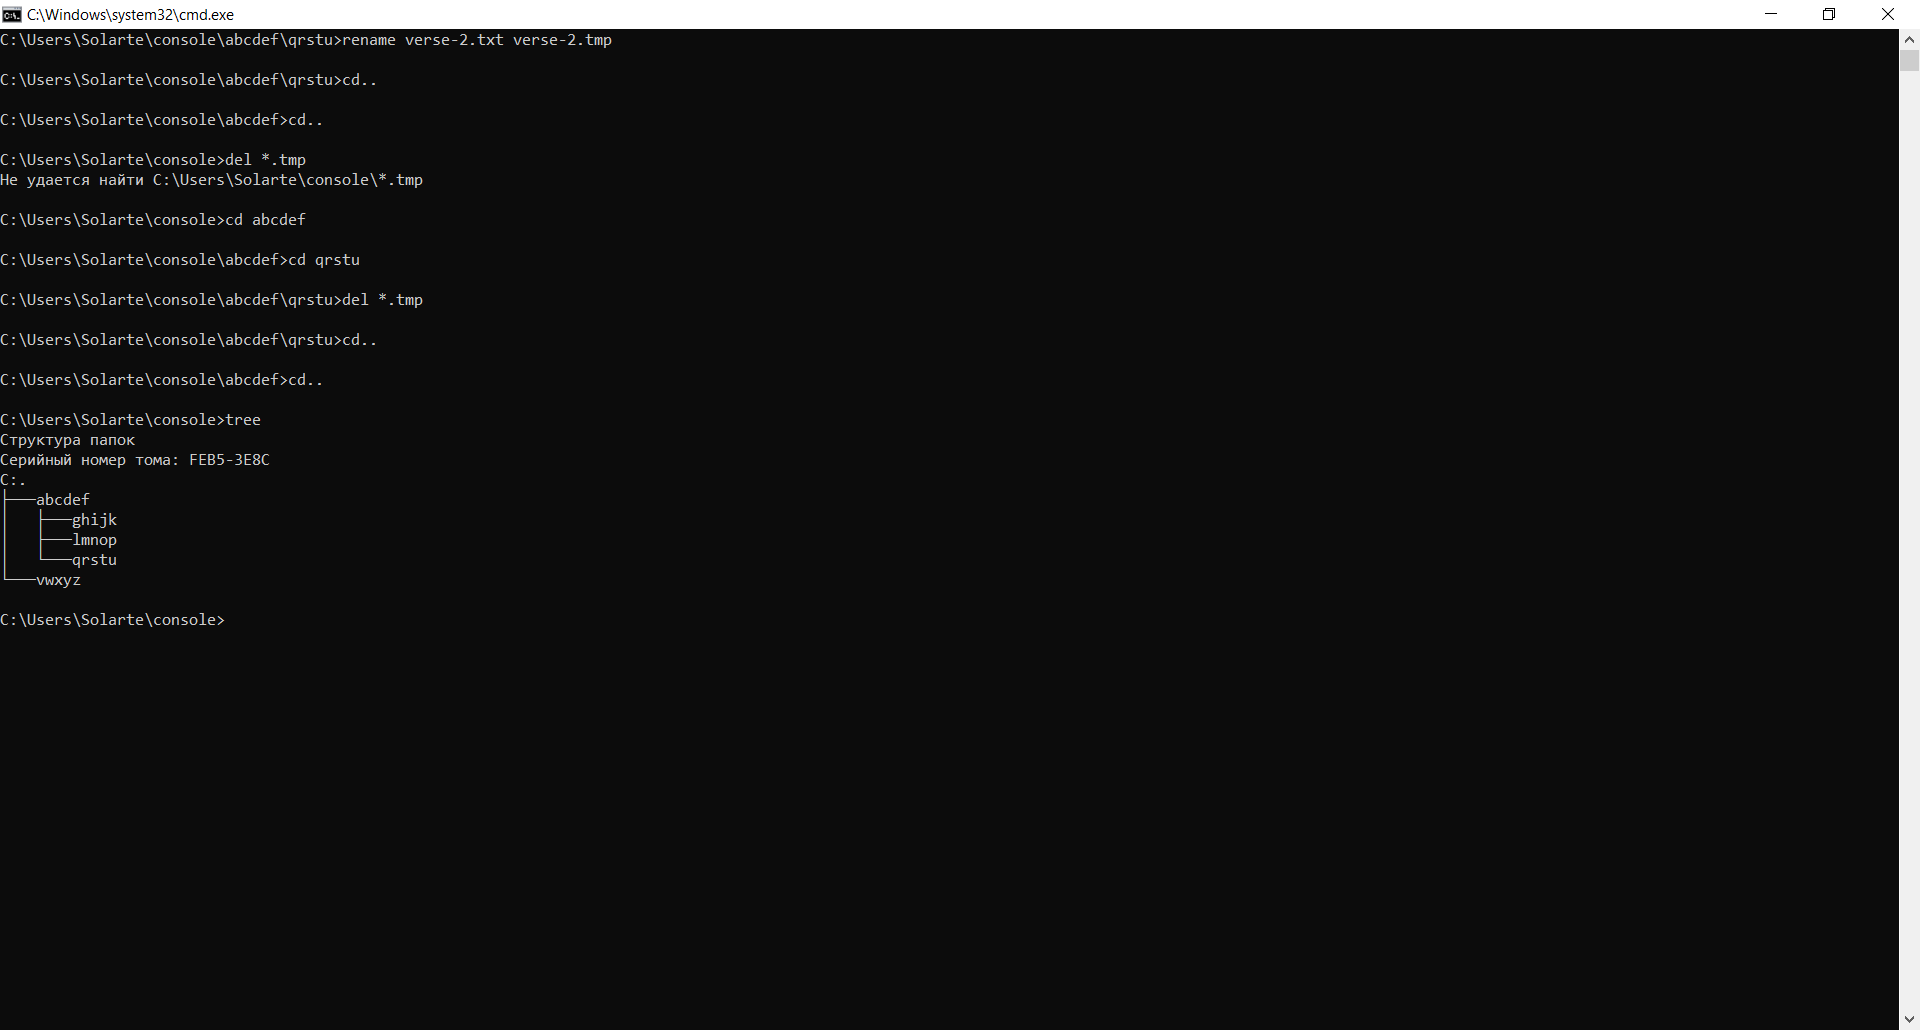 C:\Windows\system32\cmd.exe
C:\Users\Solarte\console\abcdef\qrstu>rename verse-2.txt verse-2.tmp
C:\Users\Solarte\console\abcdef\qrstu>cd..
C:\Users\Solarte\console\abcdef>cd..
C:\Users\Solarte\console>del *.tmp
Не удается найти C:\Users\Solarte\console\*.tmp
C:\Users\Solarte\console>cd abcdef
C:\Users\Solarte\console\abcdef>cd qrstu
C:\Users\Solarte\console\abcdef\qrstu>del *.tmp
C:\Users\Solarte\console\abcdef\qrstu>cd..
C:\Users\Solarte\console\abcdef>cd..
C:\Users\Solarte\console>tree
Структура папок
Серийный номер тома: FEB5-3E8C
C:.
├───abcdef
│   ├───ghijk
│   ├───lmnop
│   └───qrstu
└───vwxyz
C:\Users\Solarte\console>